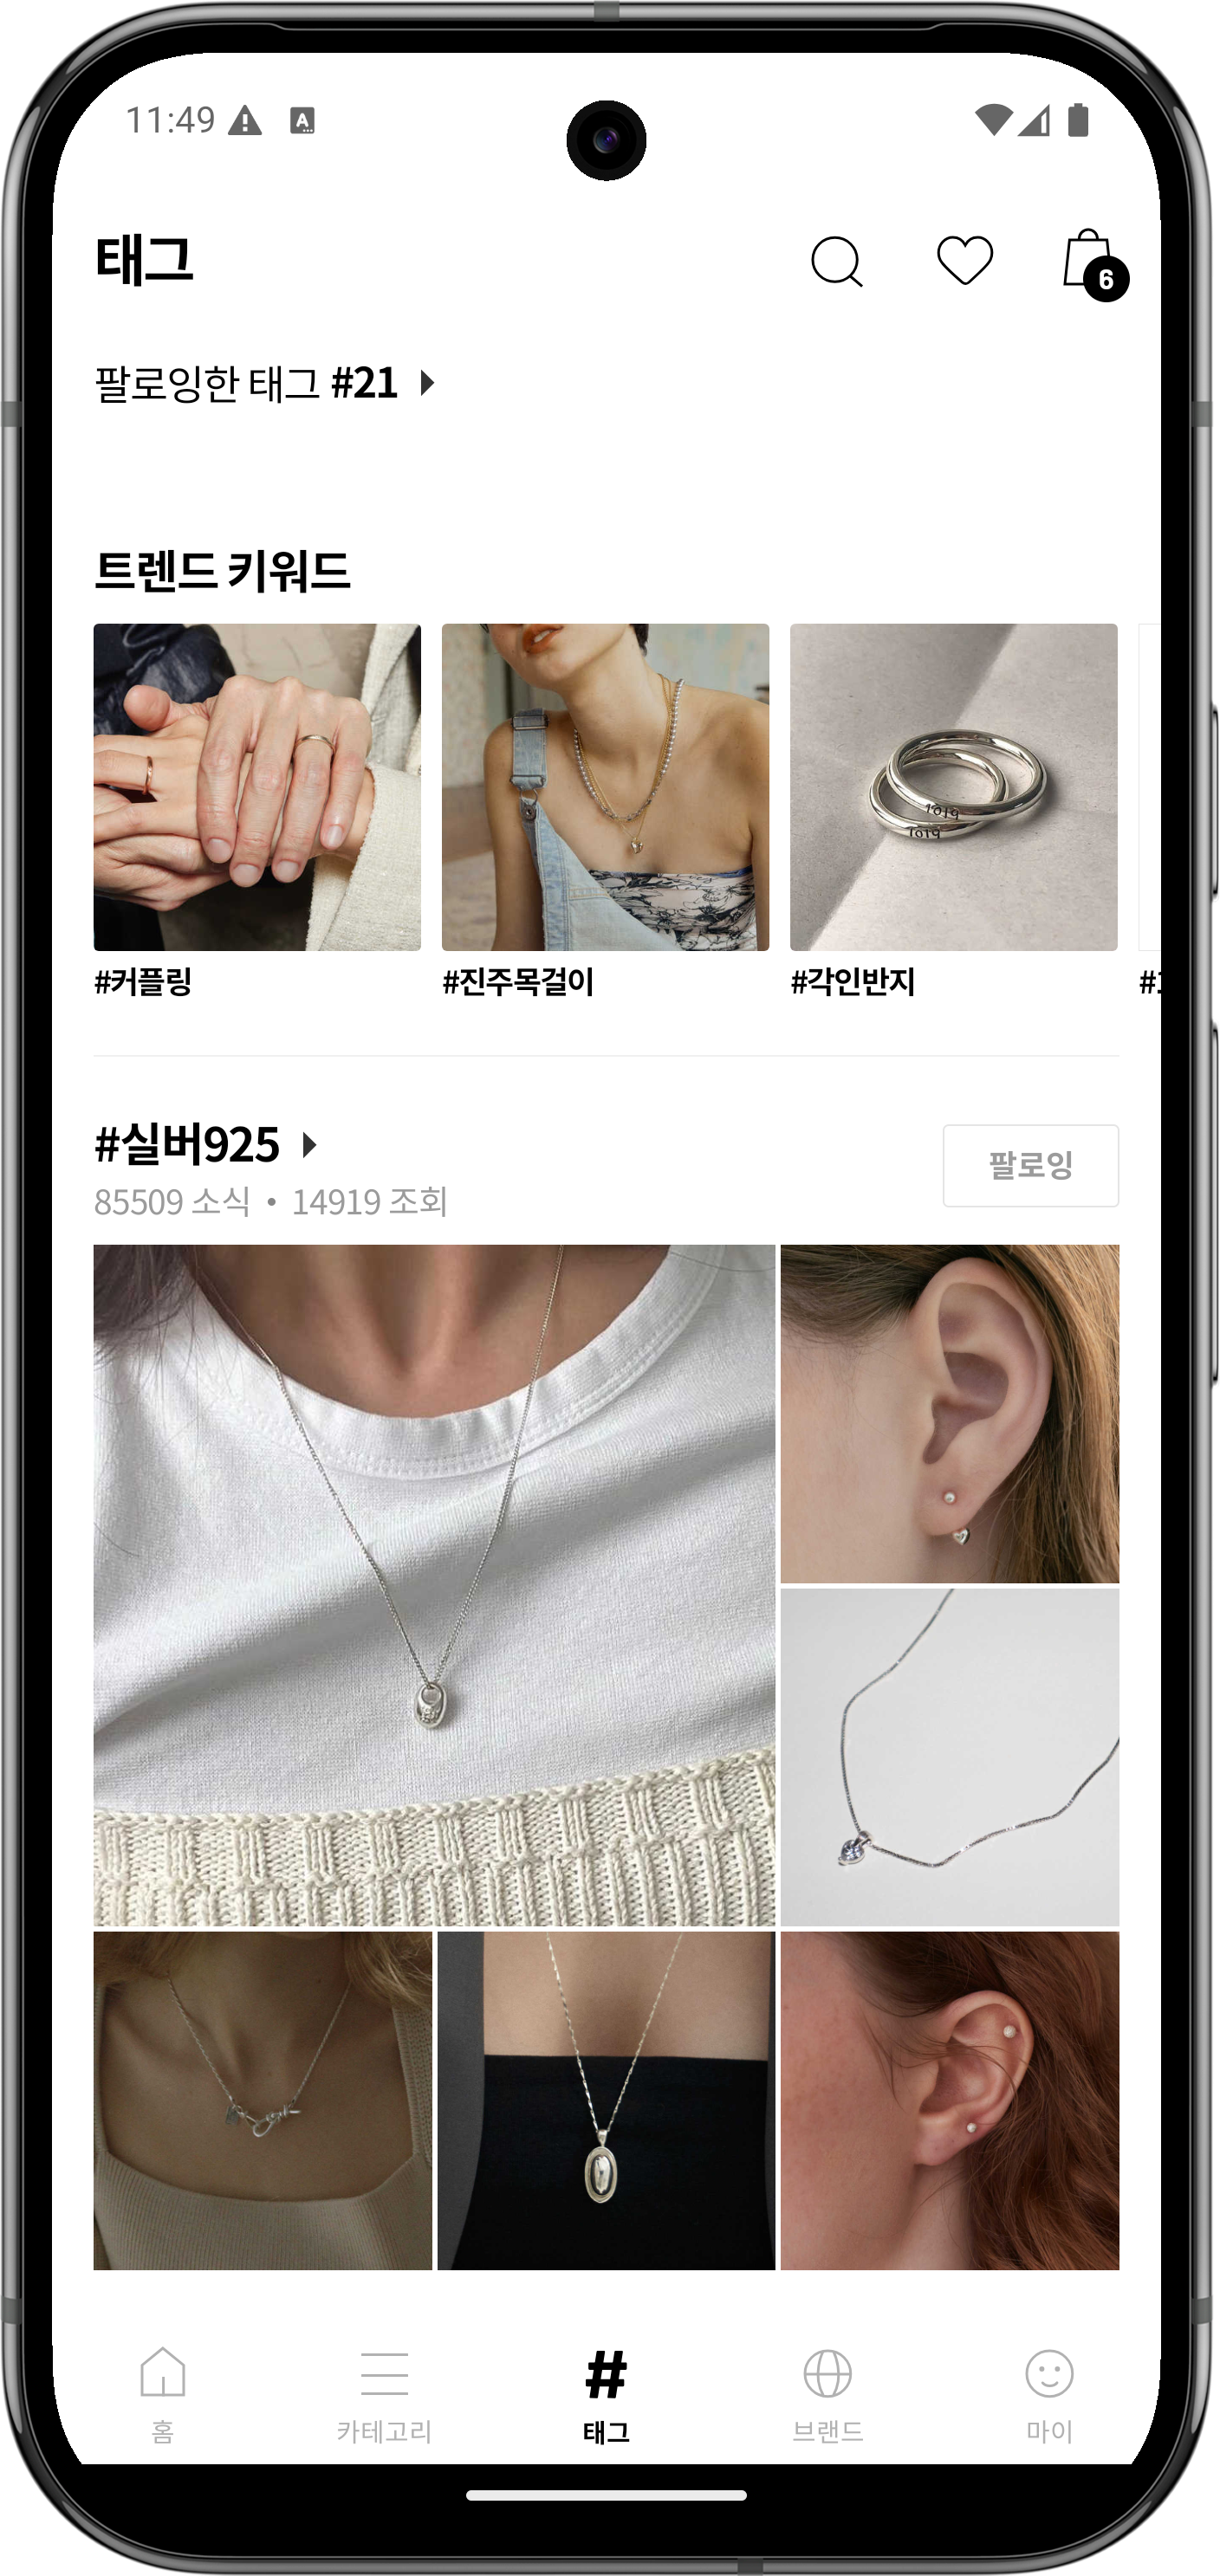 11:49
태그
6
팔로잉한 태그 #21
트렌드 키워드
#커플링
#진주목걸이
#각인반지
1019
1019
#실버925
팔로잉
85509 소식 • 14919 조회
홈
카테고리
#
태그
브랜드
마이